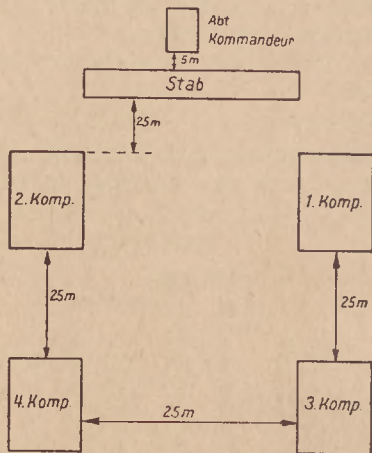 Abt
Kommandeur
5m
Stab
25m
2. Komp.
1. Komp.
25m
25m
4. Komp.
25m
3. Komp.